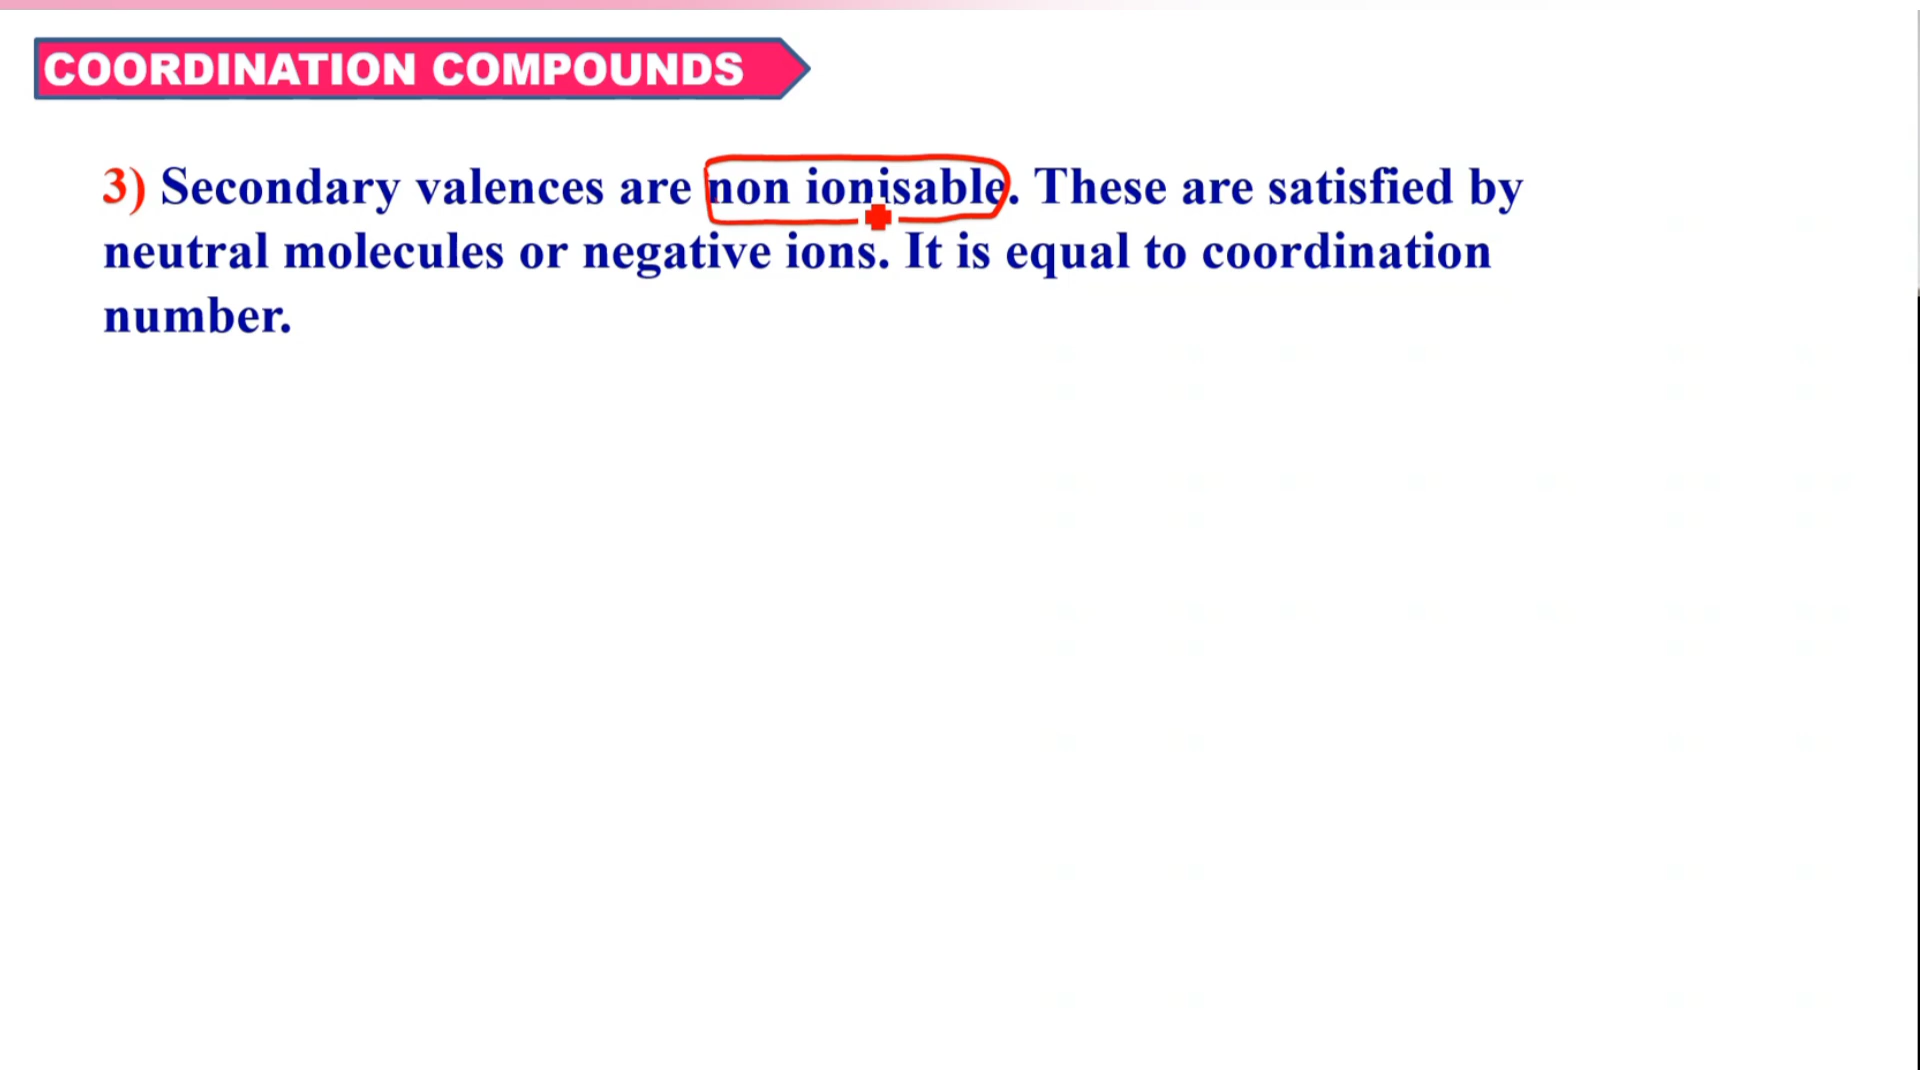 COORDINATION COMPOUNDS
3) Secondary valences are non ionisable. These are satisfied by
neutral molecules or negative ions. It is equal to coordination
number.